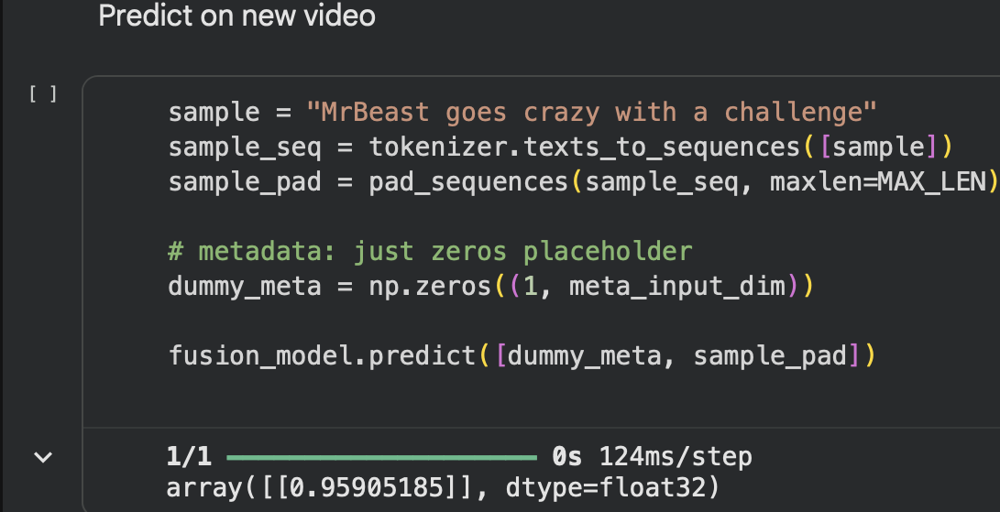 Predict on new video
[ ]
sample = "MrBeast goes crazy with a challenge"
sample_seq = tokenizer.texts_to_sequences([sample])
sample_pad = pad_sequences(sample_seq, maxlen=MAX_LEN)
# metadata: just zeros placeholder
dummy_meta = np.zeros((1, meta_input_dim))
fusion_model.predict([dummy_meta, sample_pad])
1/1 ━━━━━━━━━━━━━━━━━━━━ 0s 124ms/step
array([[0.95905185]], dtype=float32)